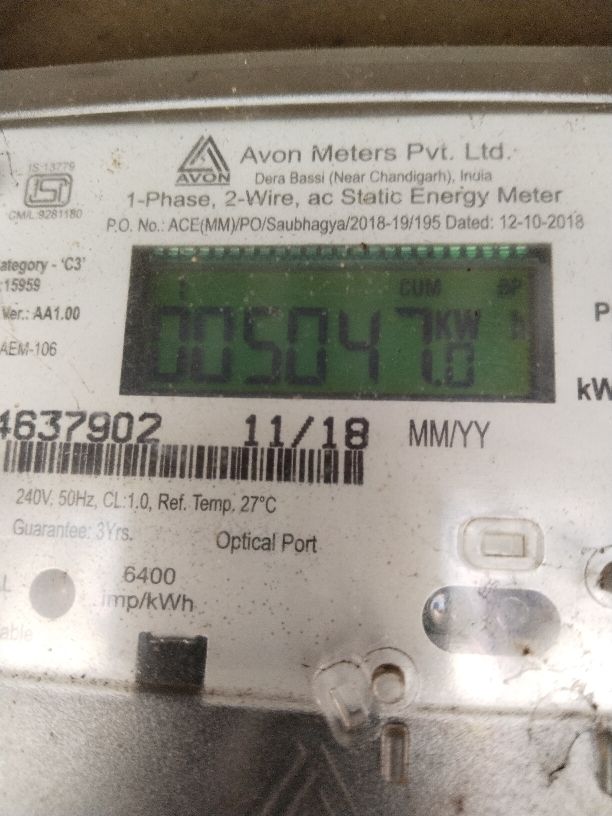 IS:13779
ISI
CM/L 9281180
AVON
Avon Meters Pvt. Ltd.
Dera Bassi (Near Chandigarh), India
1-Phase, 2-Wire, ac Static Energy Meter
P.O. No.: ACE(MM)/PO/Saubhagya/2018-19/195 Dated: 12-10-2018
ategory - 'C3'
:15959
Ver.: AA1.00
AEM-106
CUM
005047.0 KW h
kW
4637902 11/18 MM/YY
240V, 50Hz, CL:1.0, Ref. Temp. 27°C
Guarantee: 3Yrs.
Optical Port
6400
imp/kWh
able